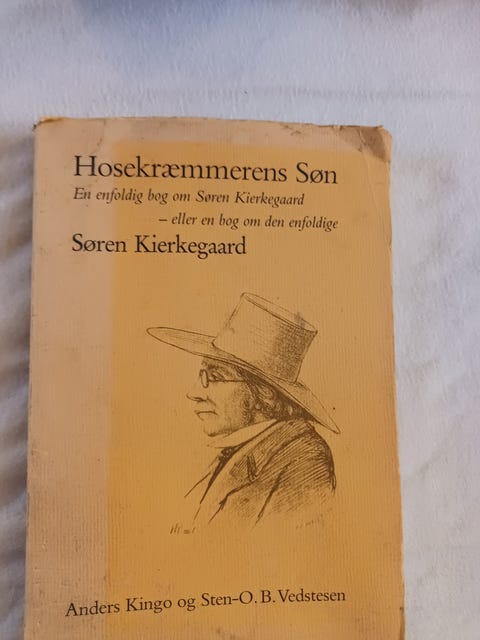 Hosekræmmerens Søn
En enfoldig bog om Søren Kierkegaard
– eller en bog om den enfoldige
Søren Kierkegaard
Anders Kingo og Sten-O. B. Vedstesen